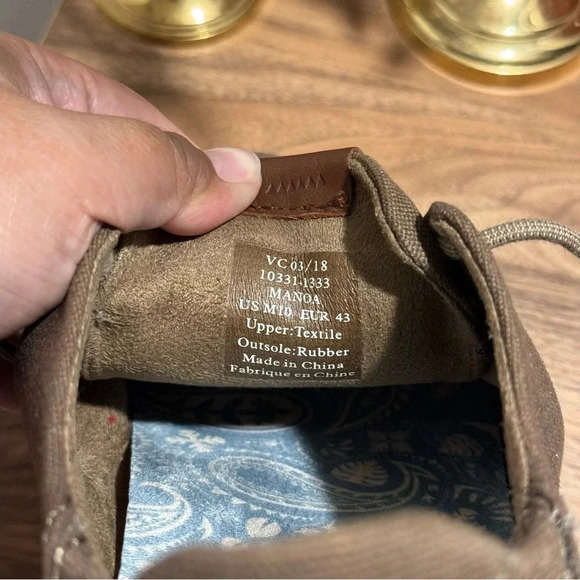 VC 03/18
10331-1333
MANOA
US M10 EUR 43
Upper:Textile
Outsole:Rubber
Made in China
Fabrique en Chine